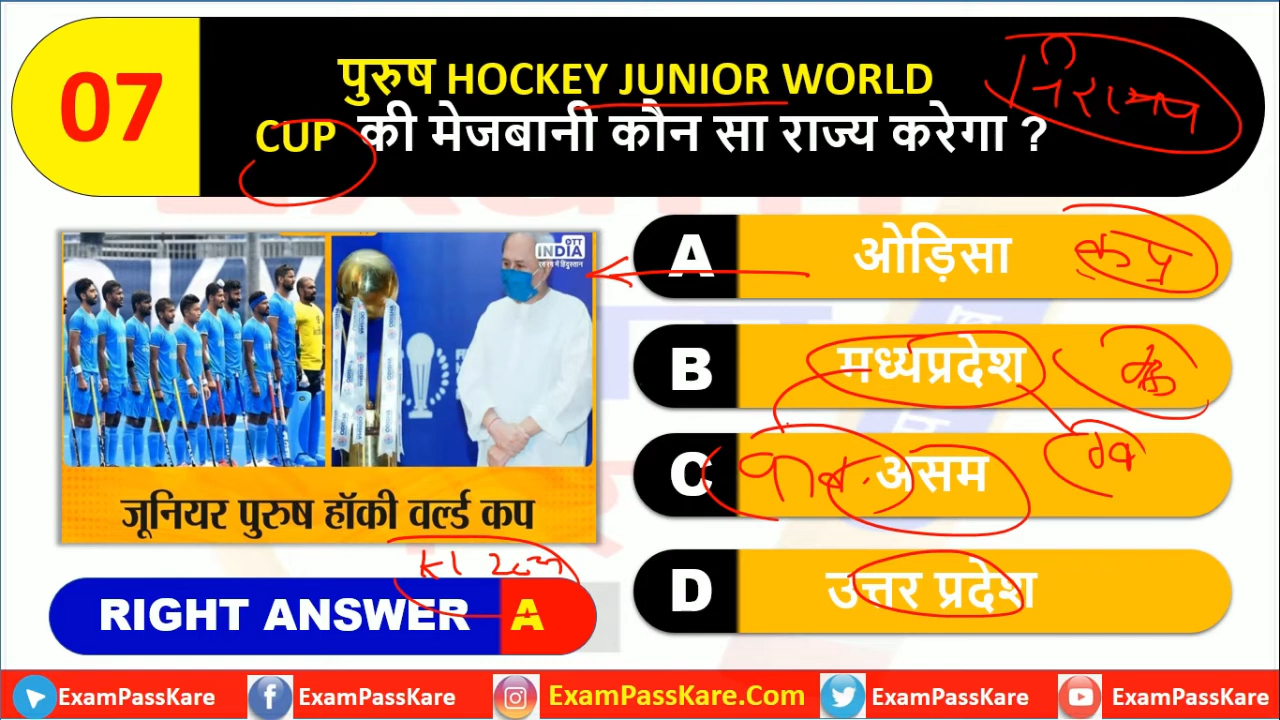 07
पुरुष HOCKEY JUNIOR WORLD
CUP की मेजबानी कौन सा राज्य करेगा ?
A ओड़िसा
B मध्यप्रदेश
C असम
D उत्तर प्रदेश
OTT
INDIA
जूनियर पुरुष हॉकी वर्ल्ड कप
RIGHT ANSWER A
ExamPassKare
ExamPassKare
ExamPassKare.Com
ExamPassKare
ExamPassKare